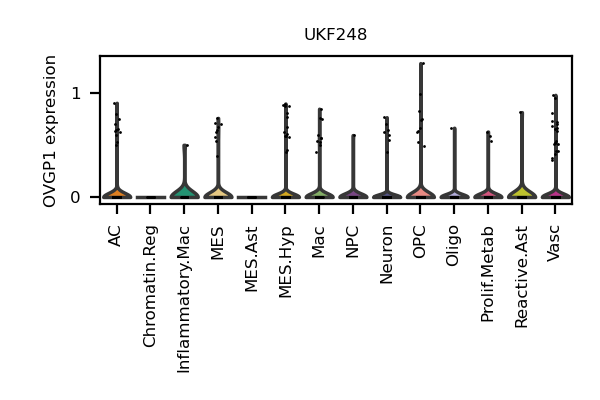 UKF248
OVGP1 expression
1
0
AC
Chromatin.Reg
Inflammatory.Mac
MES
MES.Ast
MES.Hyp
Mac
NPC
Neuron
OPC
Oligo
Prolif.Metab
Reactive.Ast
Vasc